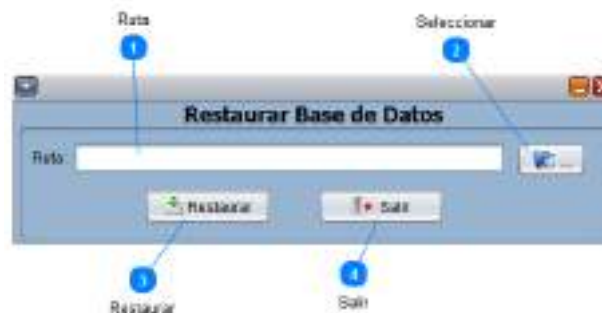 Ruta
Seleccionar
1
2
Restaurar Base de Datos
Ruta:
...
Restaurar
Salir
3
4
Restaurar
Salir